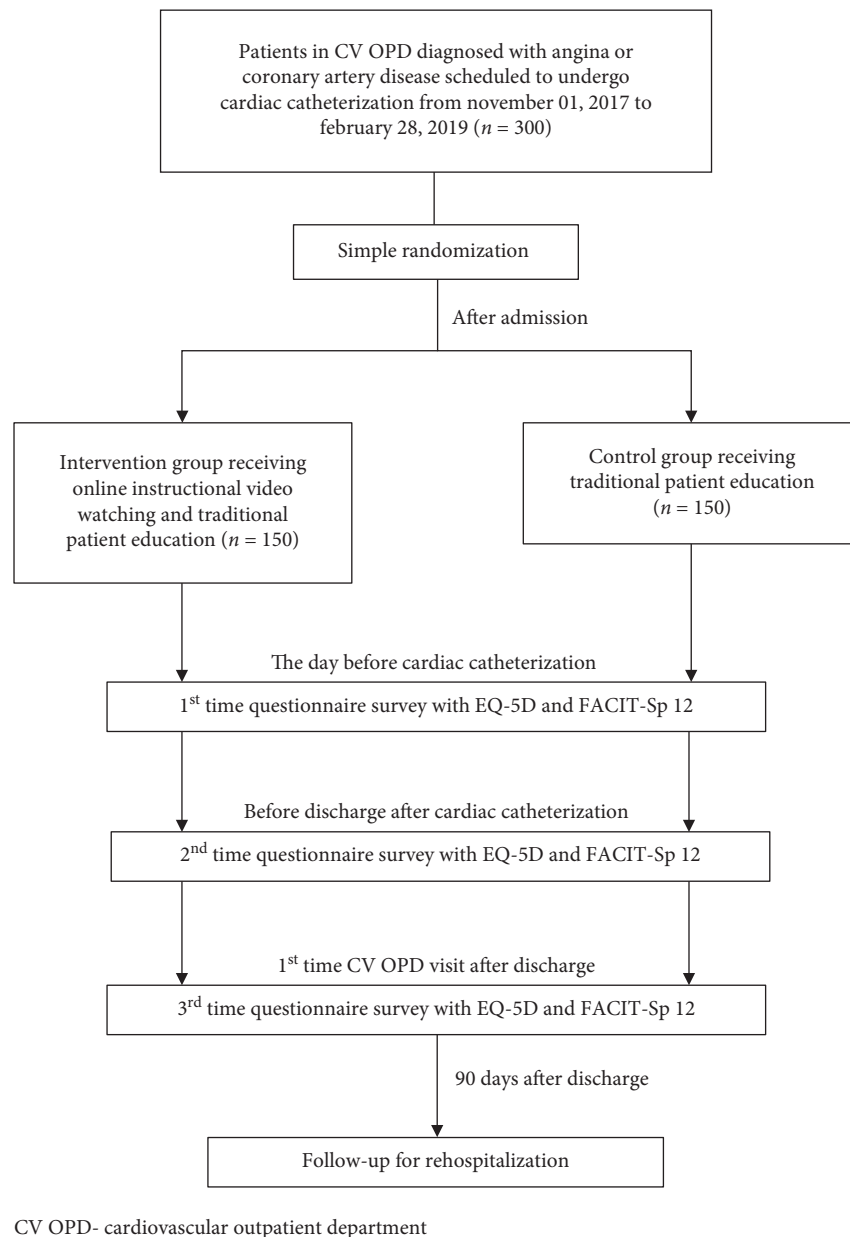 Patients in CV OPD diagnosed with angina or
coronary artery disease scheduled to undergo
cardiac catheterization from november 01, 2017 to
february 28, 2019 (n = 300)
Simple randomization
After admission
Intervention group receiving
online instructional video
watching and traditional
patient education (n = 150)
Control group receiving
traditional patient education
(n = 150)
The day before cardiac catheterization
1st time questionnaire survey with EQ-5D and FACIT-Sp 12
Before discharge after cardiac catheterization
2nd time questionnaire survey with EQ-5D and FACIT-Sp 12
1st time CV OPD visit after discharge
3rd time questionnaire survey with EQ-5D and FACIT-Sp 12
90 days after discharge
Follow-up for rehospitalization
CV OPD- cardiovascular outpatient department